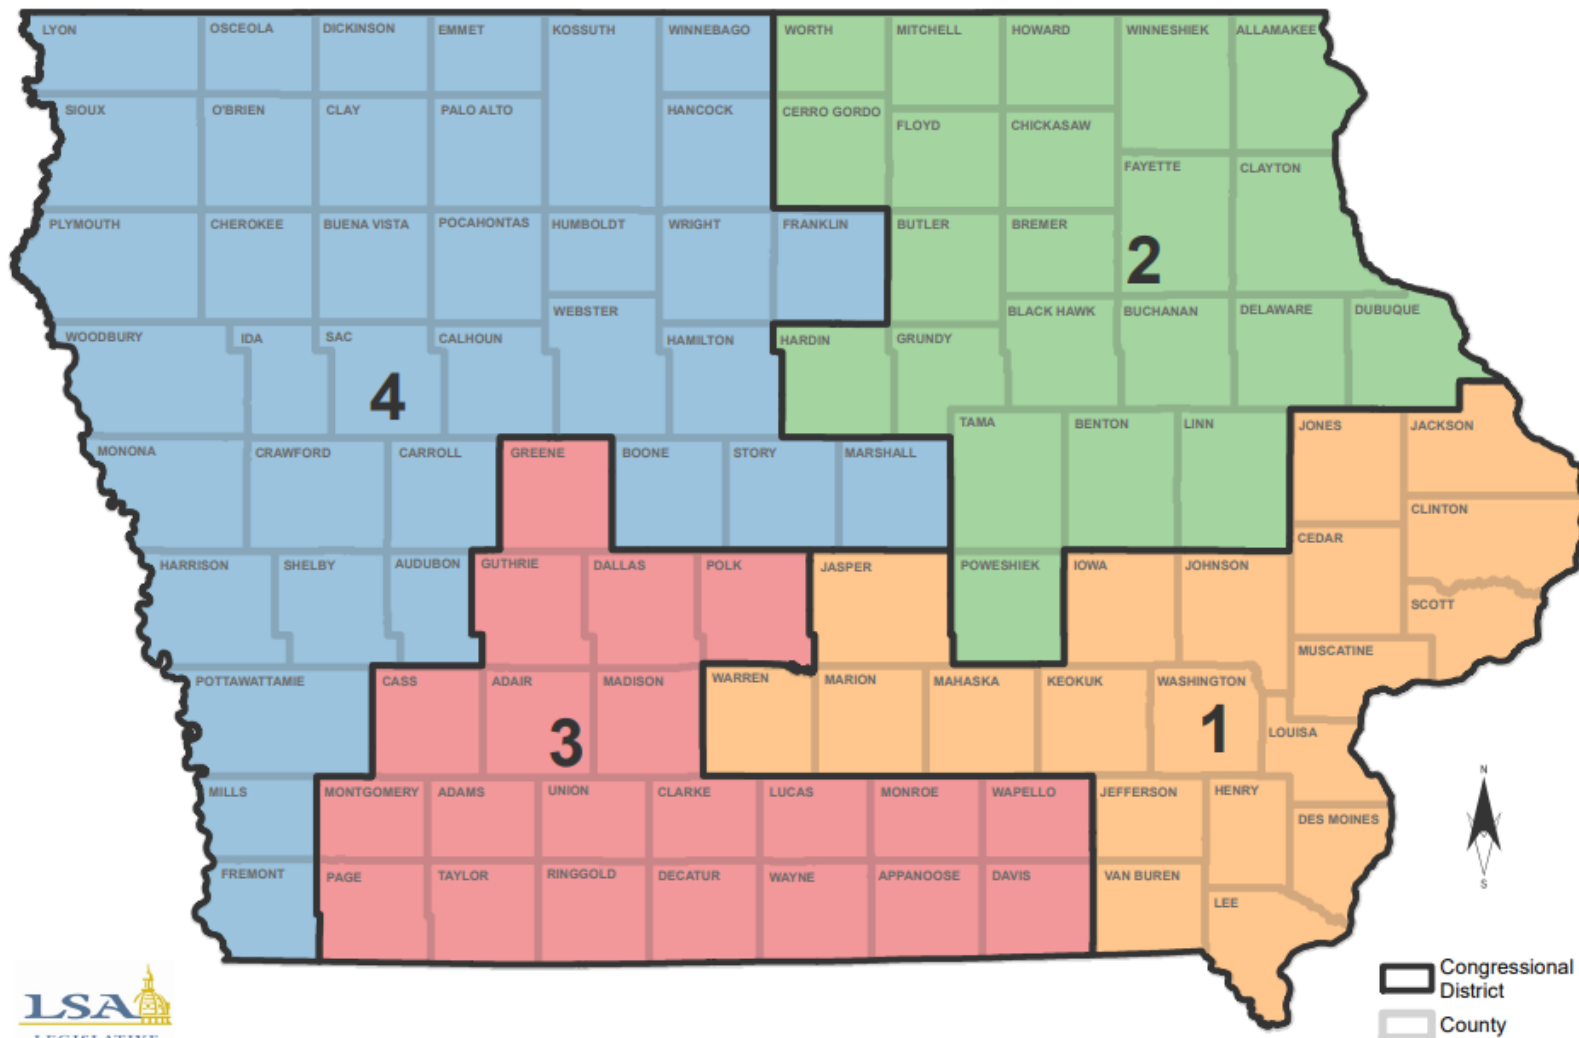 LYON OSCEOLA DICKINSON EMMET KOSSUTH WINNEBAGO WORTH MITCHELL HOWARD WINNESHIEK ALLAMAKEE
SIOUX O'BRIEN CLAY PALO ALTO HANCOCK CERRO GORDO
FLOYD CHICKASAW
FAYETTE CLAYTON
PLYMOUTH CHEROKEE BUENA VISTA POCAHONTAS HUMBOLDT WRIGHT FRANKLIN BUTLER BREMER
2
WEBSTER BLACK HAWK BUCHANAN DELAWARE DUBUQUE
WOODBURY IDA SAC CALHOUN HAMILTON HARDIN GRUNDY
4
TAMA BENTON LINN JONES JACKSON
MONONA CRAWFORD CARROLL GREENE BOONE STORY MARSHALL
CLINTON
CEDAR
HARRISON SHELBY AUDUBON GUTHRIE DALLAS POLK JASPER POWESHIEK IOWA JOHNSON
SCOTT
MUSCATINE
POTTAWATTAMIE CASS ADAIR MADISON WARREN MARION MAHASKA KEOKUK WASHINGTON
3
1
LOUISA
MILLS MONTGOMERY ADAMS UNION CLARKE LUCAS MONROE WAPELLO JEFFERSON HENRY
DES MOINES
FREMONT PAGE TAYLOR RINGGOLD DECATUR WAYNE APPANOOSE DAVIS VAN BUREN
LEE
N
S
LSA
LEGISLATIVE
Congressional
District
County